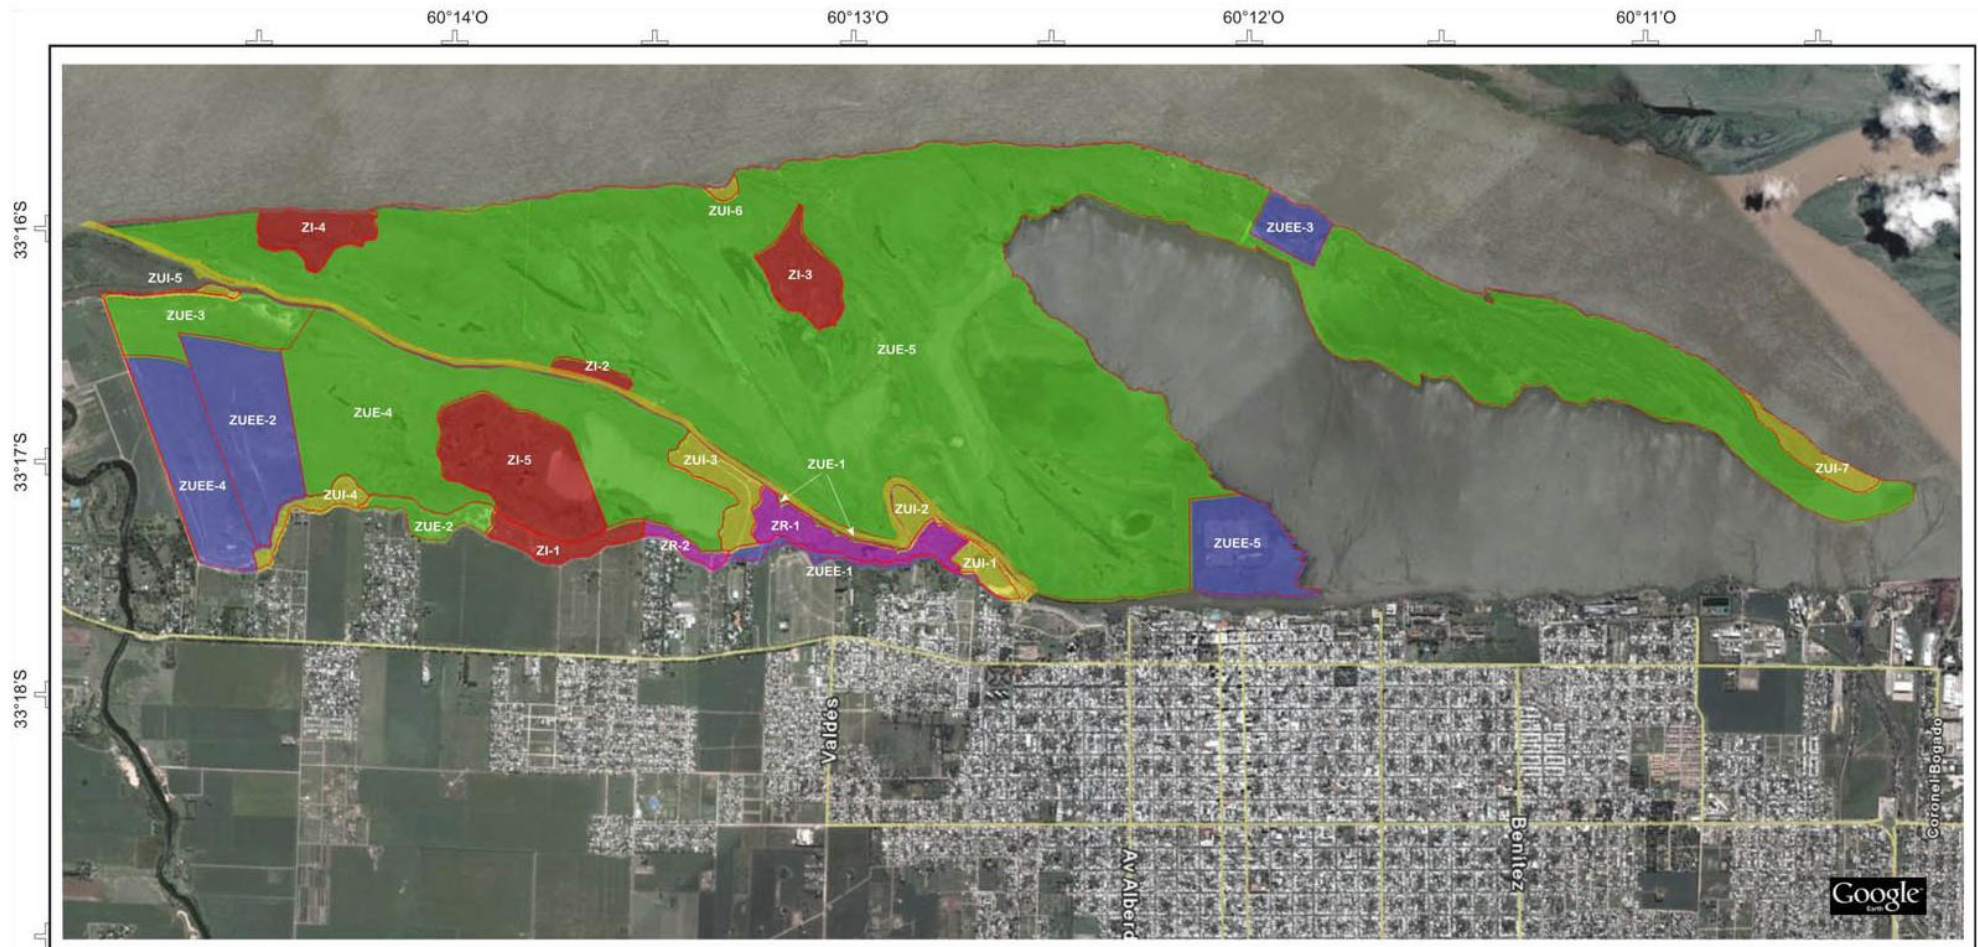 60°14'O
60°13'O
60°12'O
60°11'O
33°16'S
33°17'S
33°18'S
ZI-4
ZUI-6
ZUEE-3
ZUI-5
ZI-3
ZUE-3
ZUE-5
ZI-2
ZUE-4
ZUEE-2
ZI-5
ZUI-3
ZUE-1
ZUI-7
ZUEE-4
ZUI-4
ZUI-2
ZUE-2
ZR-1
ZI-1
ZR-2
ZUEE-5
ZUEE-1
ZUI-1
Valdés
Av Alberd
Benitez
Coronel Bogado
Google
Earth